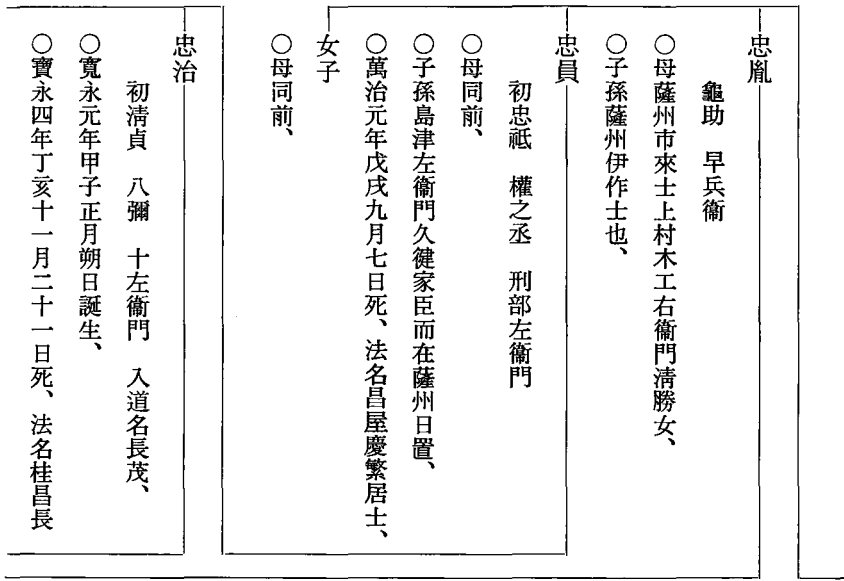 忠胤
龜助　早兵衞
○母薩州市來士上村木工右衞門淸勝女、
○子孫薩州伊作士也、
忠員
初忠祗　權之丞　刑部左衞門
○母同前、
○子孫島津左衞門久健家臣而在薩州日置、
○萬治元年戊戌九月七日死、法名昌屋慶繁居士、
女子
○母同前、
忠治
初淸貞　八彌　十左衞門　入道名長茂、
○寬永元年甲子正月朔日誕生、
○寶永四年丁亥十一月二十一日死、法名桂昌長